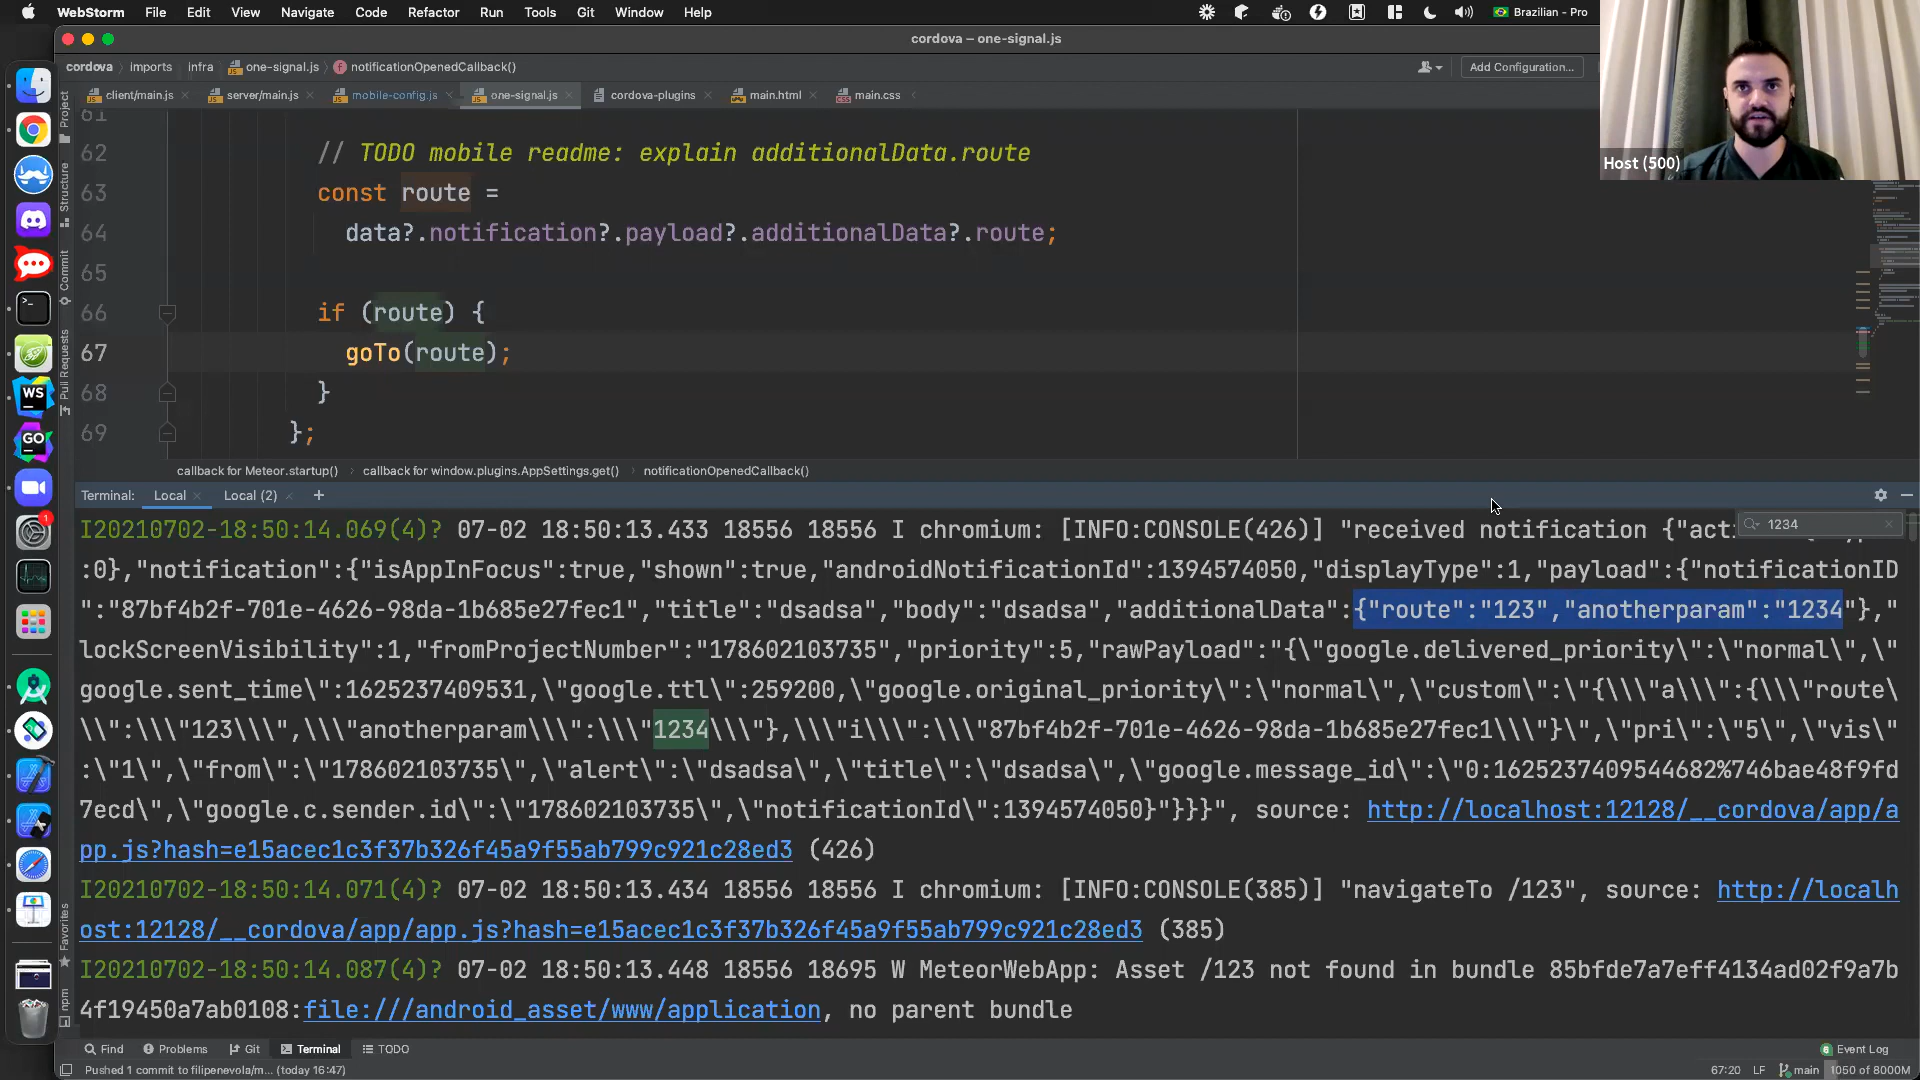 WebStorm File Edit View Navigate Code Refactor Run Tools Git Window Help Brazilian - Pro
cordova – one-signal.js
cordova imports infra one-signal.js notificationOpenedCallback() Add Configuration...
client/main.js server/main.js mobile-config.js one-signal.js cordova-plugins main.html main.css
Host (500)
61
62 // TODO mobile readme: explain additionalData.route
63 const route =
64 data?.notification?.payload?.additionalData?.route;
65
66 if (route) {
67 goTo(route);
68 }
69 };
Project
Structure
Commit
Pull Requests
Favorites
npm
WS
GO
1
callback for Meteor.startup() callback for window.plugins.AppSettings.get() notificationOpenedCallback()
Terminal: Local Local (2) +
1234
I20210702-18:50:14.069(4)? 07-02 18:50:13.433 18556 18556 I chromium: [INFO:CONSOLE(426)] "received notification {"act
:0},"notification":{"isAppInFocus":true,"shown":true,"androidNotificationId":1394574050,"displayType":1,"payload":{"notificationID
":"87bf4b2f-701e-4626-98da-1b685e27fec1","title":"dsadsa","body":"dsadsa","additionalData":{"route":"123","anotherparam":"1234"},"
lockScreenVisibility":1,"fromProjectNumber":"178602103735","priority":5,"rawPayload":"{\"google.delivered_priority\":\"normal\",\"
google.sent_time\":1625237409531,\"google.ttl\":259200,\"google.original_priority\":\"normal\",\"custom\":\"{\\\"a\\\":{\\\"route\
\\":\\\"123\\\",\\\"anotherparam\\\":\\\"1234\\\"},\\\"i\\\":\\\"87bf4b2f-701e-4626-98da-1b685e27fec1\\\"}\",\"pri\":\"5\",\"vis\"
:\"1\",\"from\":\"178602103735\",\"alert\":\"dsadsa\",\"title\":\"dsadsa\",\"google.message_id\":\"0:1625237409544682%746bae48f9fd
7ecd\",\"google.c.sender.id\":\"178602103735\",\"notificationId\":1394574050}"}}}", source: http://localhost:12128/__cordova/app/a
pp.js?hash=e15acec1c3f37b326f45a9f55ab799c921c28ed3 (426)
I20210702-18:50:14.071(4)? 07-02 18:50:13.434 18556 18556 I chromium: [INFO:CONSOLE(385)] "navigateTo /123", source: http://localh
ost:12128/__cordova/app/app.js?hash=e15acec1c3f37b326f45a9f55ab799c921c28ed3 (385)
I20210702-18:50:14.087(4)? 07-02 18:50:13.448 18556 18695 W MeteorWebApp: Asset /123 not found in bundle 85bfde7a7eff4134ad02f9a7b
4f19450a7ab0108:file:///android_asset/www/application, no parent bundle
Find Problems Git Terminal TODO 6 Event Log
Pushed 1 commit to filipenevola/m... (today 16:47) 67:20 LF main 1050 of 8000M